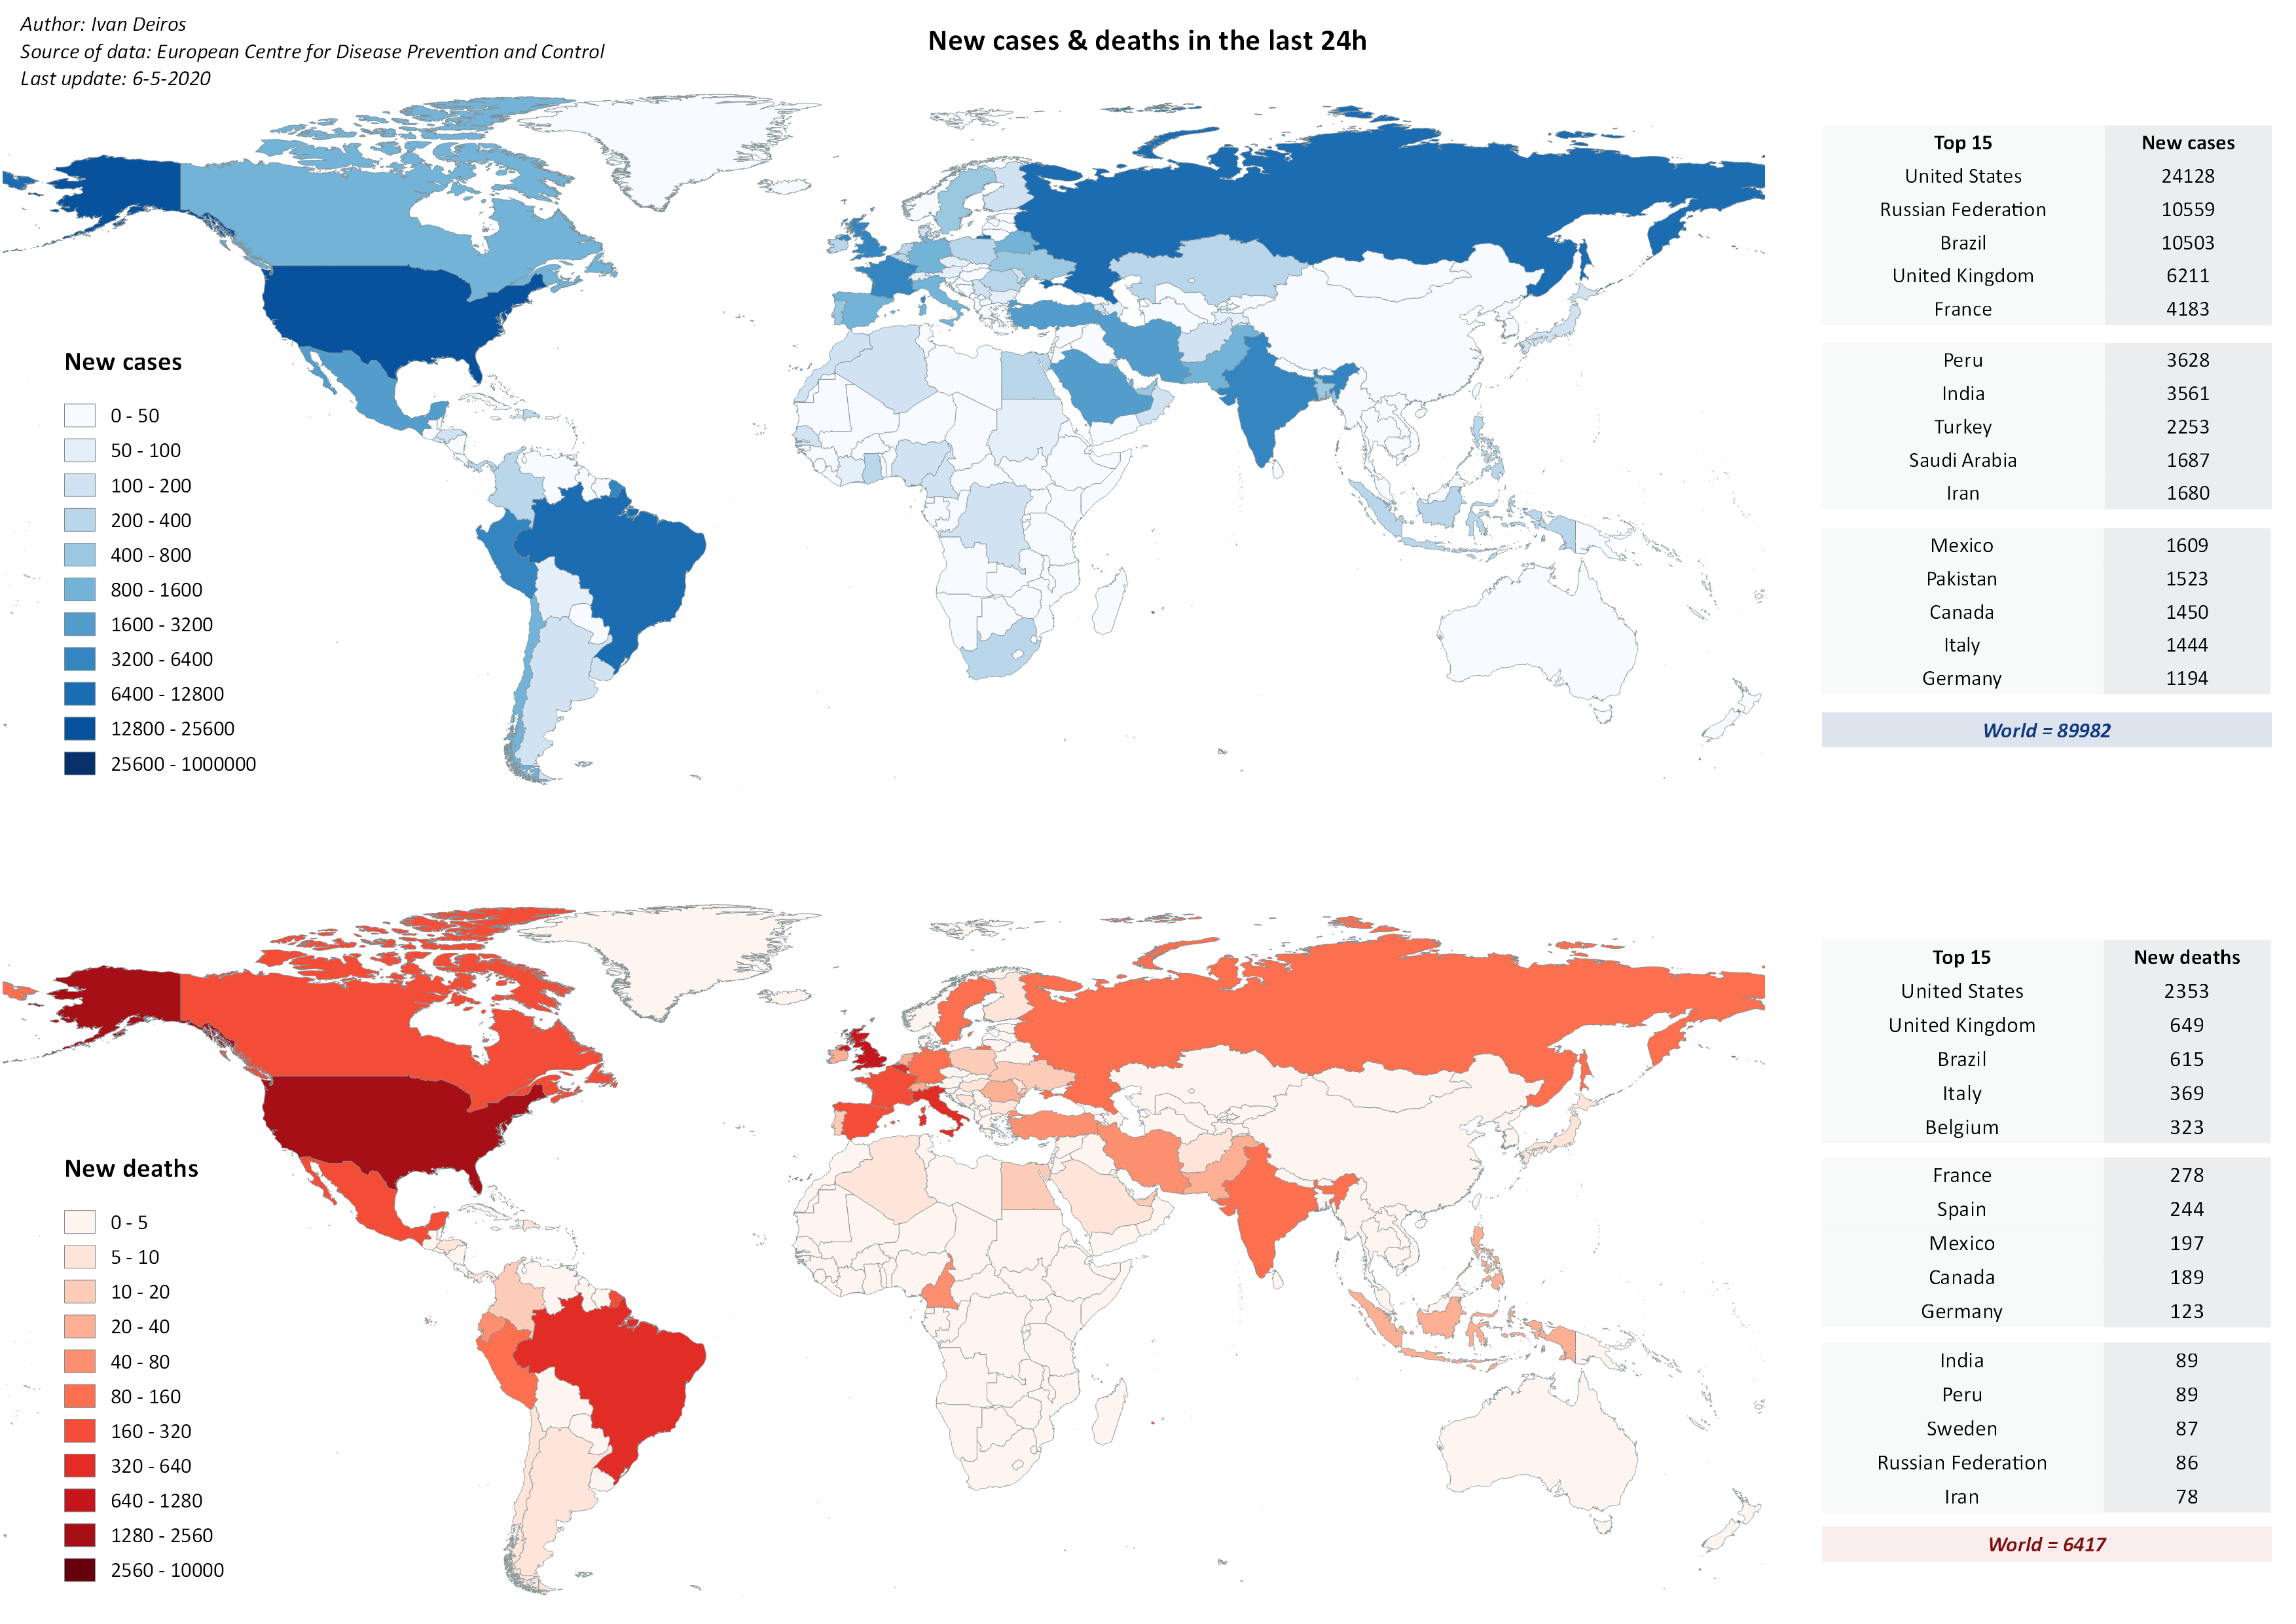 Author: Ivan Deiros
Source of data: European Centre for Disease Prevention and Control
Last update: 6-5-2020
New cases & deaths in the last 24h
New cases
0 - 50
50 - 100
100 - 200
200 - 400
400 - 800
800 - 1600
1600 - 3200
3200 - 6400
6400 - 12800
12800 - 25600
25600 - 1000000
Top 15 New cases
United States 24128
Russian Federation 10559
Brazil 10503
United Kingdom 6211
France 4183
Peru 3628
India 3561
Turkey 2253
Saudi Arabia 1687
Iran 1680
Mexico 1609
Pakistan 1523
Canada 1450
Italy 1444
Germany 1194
World = 89982
New deaths
0 - 5
5 - 10
10 - 20
20 - 40
40 - 80
80 - 160
160 - 320
320 - 640
640 - 1280
1280 - 2560
2560 - 10000
Top 15 New deaths
United States 2353
United Kingdom 649
Brazil 615
Italy 369
Belgium 323
France 278
Spain 244
Mexico 197
Canada 189
Germany 123
India 89
Peru 89
Sweden 87
Russian Federation 86
Iran 78
World = 6417